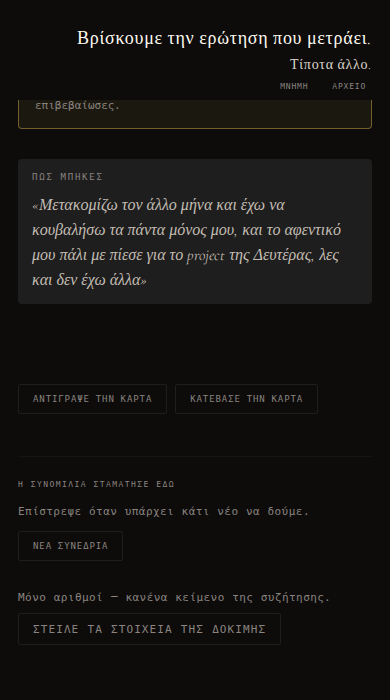 Βρίσκουμε την ερώτηση που μετράει.
Τίποτα άλλο.
ΜΝΗΜΗ ΑΡΧΕΙΟ
επιβεβαίωσες.
ΠΩΣ ΜΠΗΚΕΣ
«Μετακομίζω τον άλλο μήνα και έχω να
κουβαλήσω τα πάντα μόνος μου, και το αφεντικό
μου πάλι με πίεσε για το project της Δευτέρας, λες
και δεν έχω άλλα»
ΑΝΤΙΓΡΑΨΕ ΤΗΝ ΚΑΡΤΑ ΚΑΤΕΒΑΣΕ ΤΗΝ ΚΑΡΤΑ
Η ΣΥΝΟΜΙΛΙΑ ΣΤΑΜΑΤΗΣΕ ΕΔΩ
Επίστρεψε όταν υπάρχει κάτι νέο να δούμε.
ΝΕΑ ΣΥΝΕΔΡΙΑ
Μόνο αριθμοί — κανένα κείμενο της συζήτησης.
ΣΤΕΙΛΕ ΤΑ ΣΤΟΙΧΕΙΑ ΤΗΣ ΔΟΚΙΜΗΣ